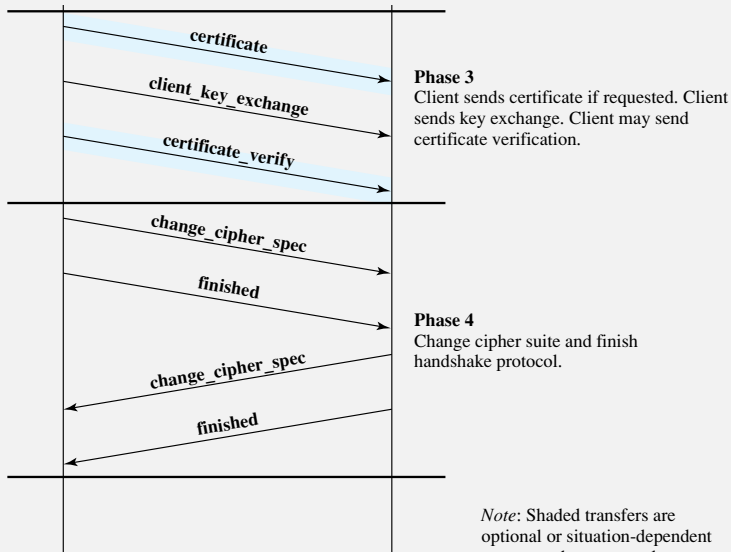 certificate
client_key_exchange
certificate_verify
Phase 3
Client sends certificate if requested. Client
sends key exchange. Client may send
certificate verification.
change_cipher_spec
finished
change_cipher_spec
finished
Phase 4
Change cipher suite and finish
handshake protocol.
Note: Shaded transfers are
optional or situation-dependent